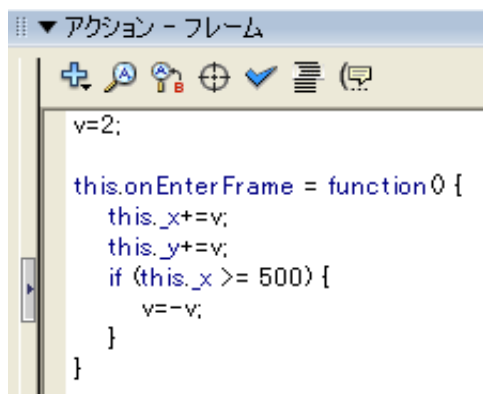 アクション - フレーム
v=2;
this.onEnterFrame = function() {
this._x+=v;
this._y+=v;
if (this._x >= 500) {
v=-v;
}
}